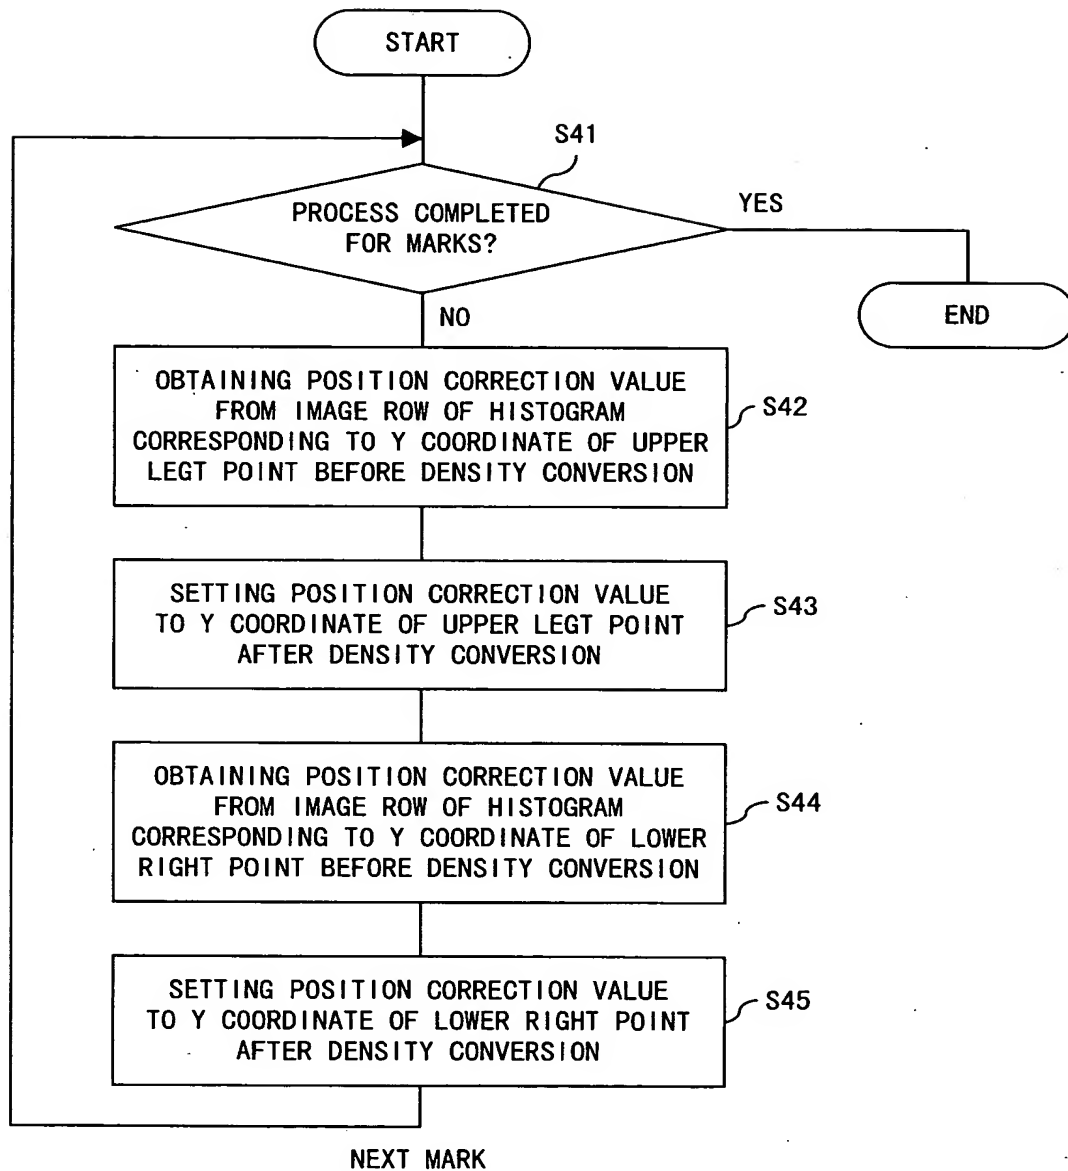 START
S41
PROCESS COMPLETED
FOR MARKS?
YES
END
NO
OBTAINING POSITION CORRECTION VALUE
FROM IMAGE ROW OF HISTOGRAM
CORRESPONDING TO Y COORDINATE OF UPPER
LEGT POINT BEFORE DENSITY CONVERSION
S42
SETTING POSITION CORRECTION VALUE
TO Y COORDINATE OF UPPER LEGT POINT
AFTER DENSITY CONVERSION
S43
OBTAINING POSITION CORRECTION VALUE
FROM IMAGE ROW OF HISTOGRAM
CORRESPONDING TO Y COORDINATE OF LOWER
RIGHT POINT BEFORE DENSITY CONVERSION
S44
SETTING POSITION CORRECTION VALUE
TO Y COORDINATE OF LOWER RIGHT POINT
AFTER DENSITY CONVERSION
S45
NEXT MARK